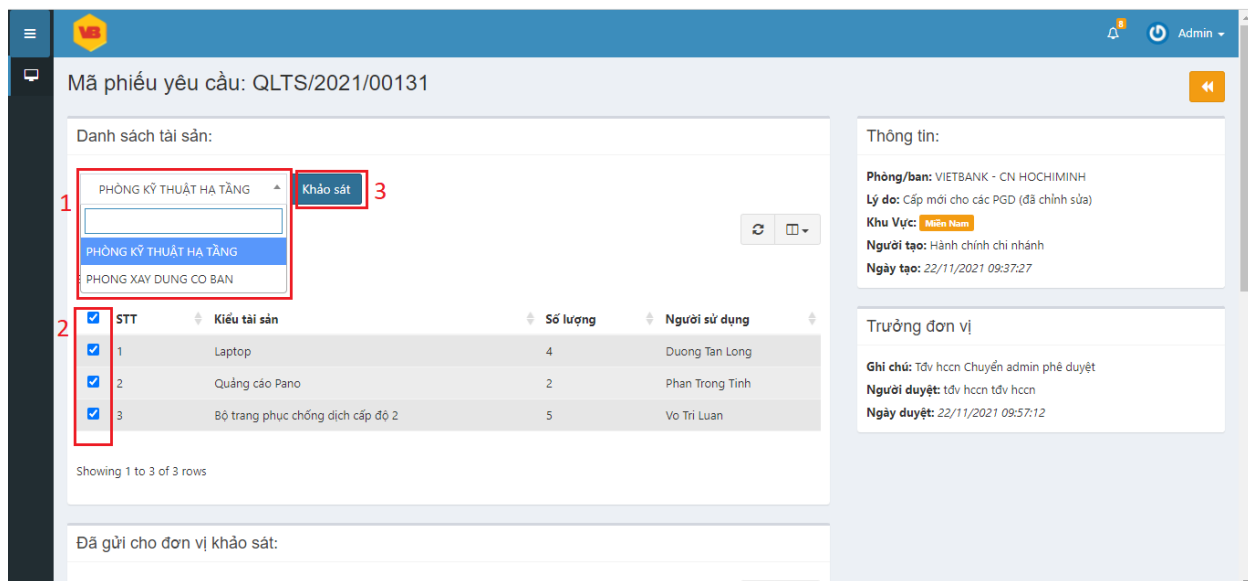 VB
8
Admin
Mã phiếu yêu cầu: QLTS/2021/00131
Danh sách tài sản:
1
PHÒNG KỸ THUẬT HẠ TẦNG
Khảo sát
3
PHÒNG KỸ THUẬT HẠ TẦNG
PHONG XAY DUNG CO BAN
2
STT Kiểu tài sản Số lượng Người sử dụng
1 Laptop 4 Duong Tan Long
2 Quảng cáo Pano 2 Phan Trong Tinh
3 Bộ trang phục chống dịch cấp độ 2 5 Vo Tri Luan
Showing 1 to 3 of 3 rows
Đã gửi cho đơn vị khảo sát:
Thông tin:
Phòng/ban: VIETBANK - CN HOCHIMINH
Lý do: Cấp mới cho các PGD (đã chỉnh sửa)
Khu Vực: Miền Nam
Người tạo: Hành chính chi nhánh
Ngày tạo: 22/11/2021 09:37:27
Trưởng đơn vị
Ghi chú: Tđv hccn Chuyển admin phê duyệt
Người duyệt: tđv hccn tđv hccn
Ngày duyệt: 22/11/2021 09:57:12